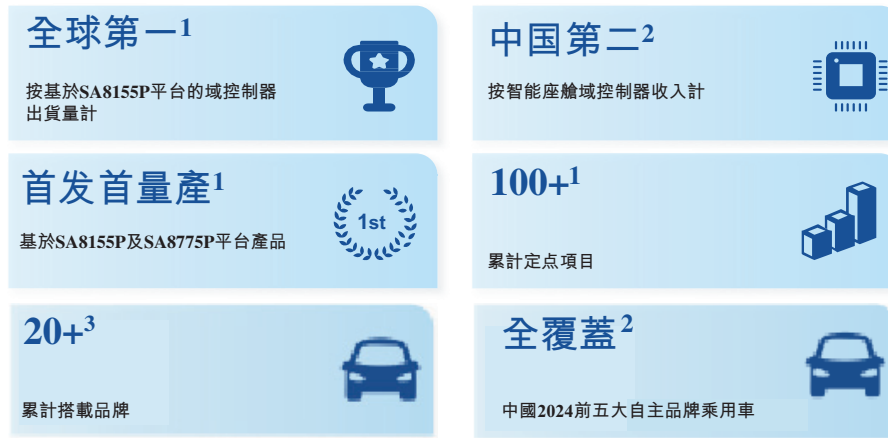 全球第一1
按基於SA8155P平台的域控制器
出貨量計
中国第二2
按智能座艙域控制器收入計
首发首量產1
基於SA8155P及SA8775P平台產品
1st
100+1
累計定点項目
20+3
累計搭載品牌
全覆蓋2
中國2024前五大自主品牌乘用車